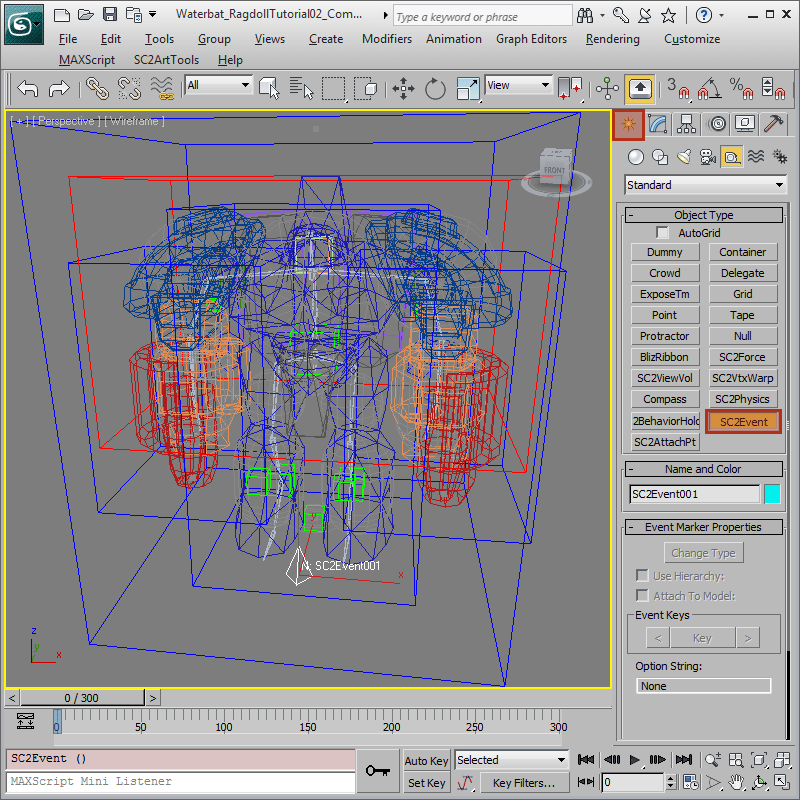 Waterbat_RagdollTutorial02_Com...
Type a keyword or phrase
File Edit Tools Group Views Create Modifiers Animation Graph Editors Rendering Customize
MAXScript SC2ArtTools Help
All
View
3
%
[ + ] [ Perspective ] [ Wireframe ]
FRONT
Standard
- Object Type
AutoGrid
Dummy Container
Crowd Delegate
ExposeTm Grid
Point Tape
Protractor Null
BlizRibbon SC2Force
SC2ViewVol SC2VtxWarp
Compass SC2Physics
2BehaviorHold SC2Event
SC2AttachPt
- Name and Color
SC2Event001
- Event Marker Properties
Change Type
Use Hierarchy:
Attach To Model:
Event Keys
< Key >
Option String:
None
N: SC2Event001
x
z
y
x
< 0 / 300 >
0 50 100 150 200 250 300
SC2Event ()
MAXScript Mini Listener
Auto Key Selected
Set Key Key Filters...
0